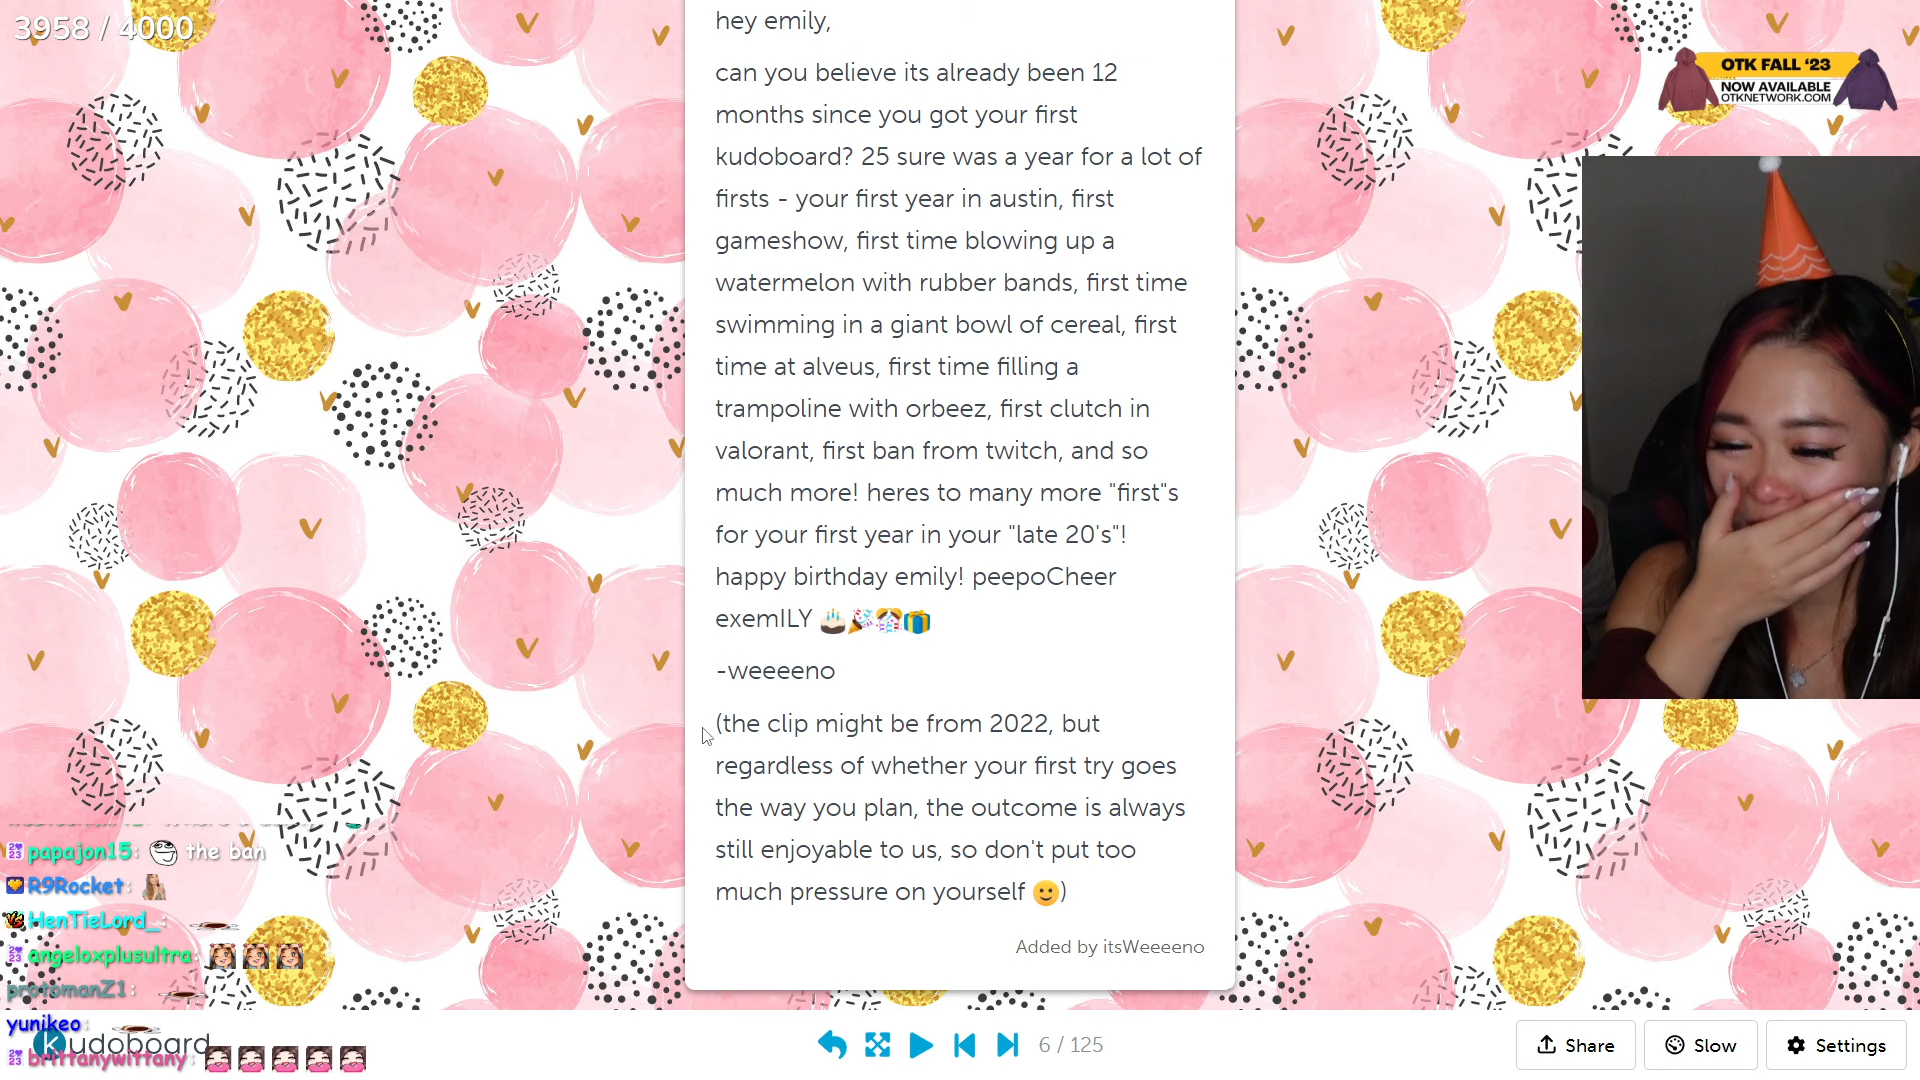 3958 / 4000
hey emily,
can you believe its already been 12
months since you got your first
kudoboard? 25 sure was a year for a lot of
firsts - your first year in austin, first
gameshow, first time blowing up a
watermelon with rubber bands, first time
swimming in a giant bowl of cereal, first
time at alveus, first time filling a
trampoline with orbeez, first clutch in
valorant, first ban from twitch, and so
much more! heres to many more "first"s
for your first year in your "late 20's"!
happy birthday emily! peepoCheer
exemILY 🎂🎉🎊🎁
-weeeeno
(the clip might be from 2022, but
regardless of whether your first try goes
the way you plan, the outcome is always
still enjoyable to us, so don't put too
much pressure on yourself 🙂)
Added by itsWeeeeno
OTK FALL '23
NOW AVAILABLE
OTKNETWORK.COM
papajon15: the ban
R9Rocket:
HenTieLord_:
angeloxplusultra:
protomanZ1:
yunikeo:
brittanywittany:
kudoboard
6 / 125
Share
Slow
Settings